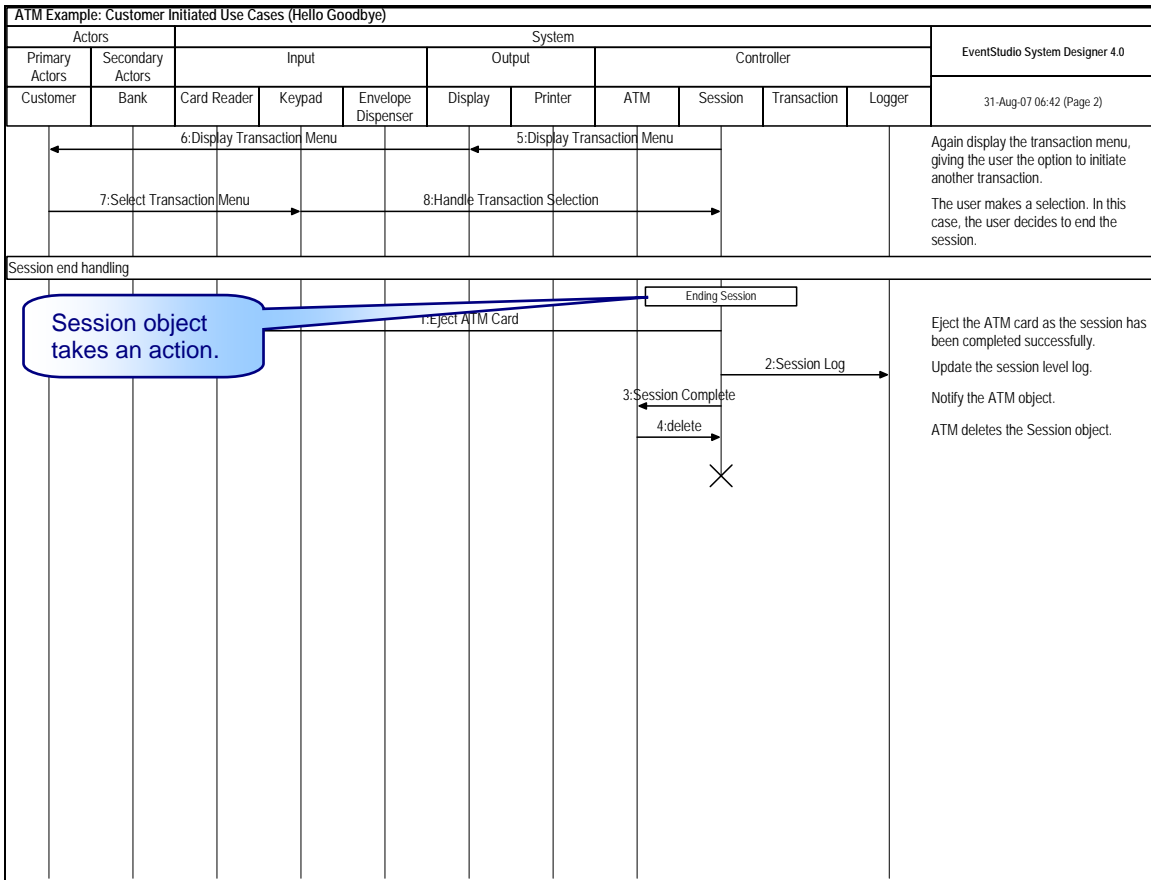 ATM Example: Customer Initiated Use Cases (Hello Goodbye)
Actors
System
EventStudio System Designer 4.0
Primary
Actors
Secondary
Actors
Input
Output
Controller
Customer
Bank
Card Reader
Keypad
Envelope
Dispenser
Display
Printer
ATM
Session
Transaction
Logger
31-Aug-07 06:42 (Page 2)
6:Display Transaction Menu
5:Display Transaction Menu
Again display the transaction menu,
giving the user the option to initiate
another transaction.
7:Select Transaction Menu
8:Handle Transaction Selection
The user makes a selection. In this
case, the user decides to end the
session.
Session end handling
Ending Session
Session object
takes an action.
1:Eject ATM Card
Eject the ATM card as the session has
been completed successfully.
2:Session Log
Update the session level log.
3:Session Complete
Notify the ATM object.
4:delete
ATM deletes the Session object.